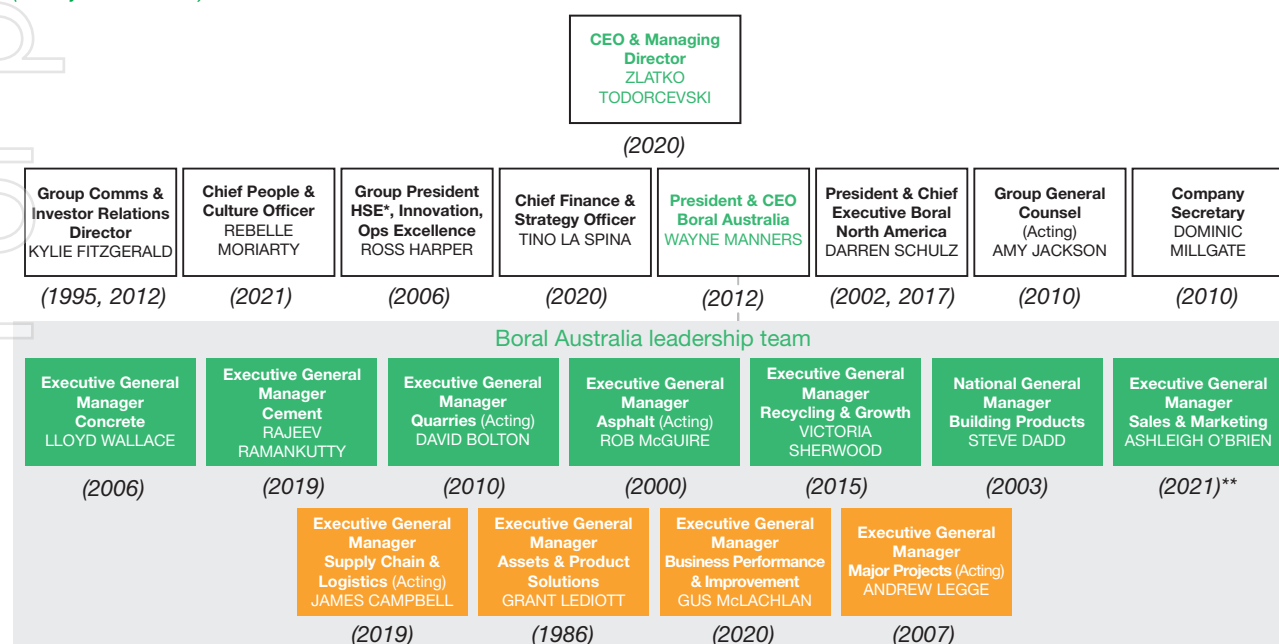 CEO & Managing
Director
ZLATKO
TODORCEVSKI
(2020)
Group Comms &
Investor Relations
Director
KYLIE FITZGERALD
(1995, 2012)
Chief People &
Culture Officer
REBELLE
MORIARTY
(2021)
Group President
HSE*, Innovation,
Ops Excellence
ROSS HARPER
(2006)
Chief Finance &
Strategy Officer
TINO LA SPINA
(2020)
President & CEO
Boral Australia
WAYNE MANNERS
(2012)
President & Chief
Executive Boral
North America
DARREN SCHULZ
(2002, 2017)
Group General
Counsel
(Acting)
AMY JACKSON
(2010)
Company
Secretary
DOMINIC
MILLGATE
(2010)
Boral Australia leadership team
Executive General
Manager
Concrete
LLOYD WALLACE
(2006)
Executive General
Manager
Cement
RAJEEV
RAMANKUTTY
(2019)
Executive General
Manager
Quarries (Acting)
DAVID BOLTON
(2010)
Executive General
Manager
Asphalt (Acting)
ROB McGUIRE
(2000)
Executive General
Manager
Recycling & Growth
VICTORIA
SHERWOOD
(2015)
National General
Manager
Building Products
STEVE DADD
(2003)
Executive General
Manager
Sales & Marketing
ASHLEIGH O'BRIEN
(2021)**
Executive General
Manager
Supply Chain &
Logistics (Acting)
JAMES CAMPBELL
(2019)
Executive General
Manager
Assets & Product
Solutions
GRANT LEDIOTT
(1986)
Executive General
Manager
Business Performance
& Improvement
GUS McLACHLAN
(2020)
Executive General
Manager
Major Projects (Acting)
ANDREW LEGGE
(2007)